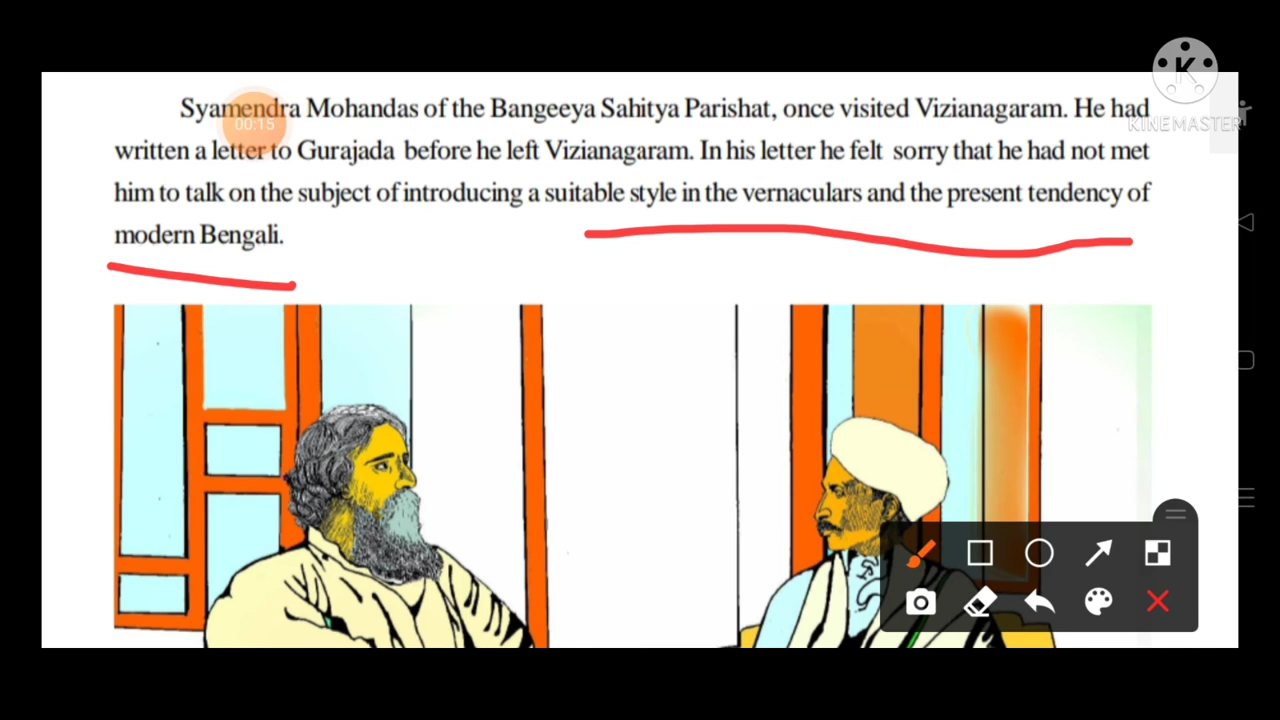 Syamendra Mohandas of the Bangeeya Sahitya Parishat, once visited Vizianagaram. He had
written a letter to Gurajada before he left Vizianagaram. In his letter he felt sorry that he had not met
him to talk on the subject of introducing a suitable style in the vernaculars and the present tendency of
modern Bengali.
00:15
K
KINEMASTER